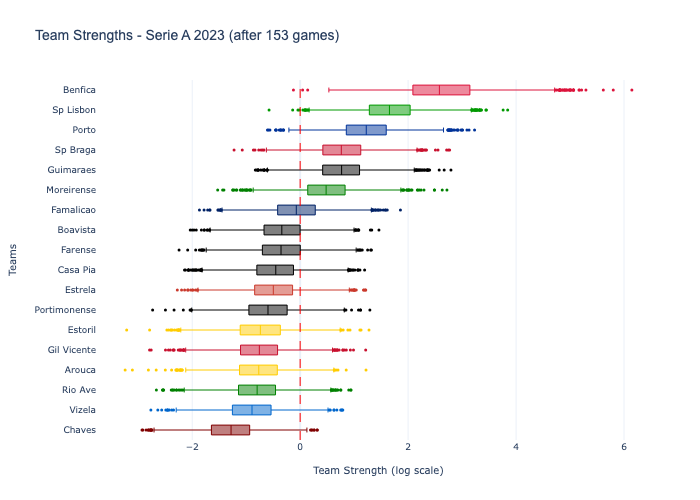 Team Strengths - Serie A 2023 (after 153 games)
Benfica
Sp Lisbon
Porto
Sp Braga
Guimaraes
Moreirense
Famalicao
Boavista
Farense
Casa Pia
Estrela
Portimonense
Estoril
Gil Vicente
Arouca
Rio Ave
Vizela
Chaves
Teams
−2
0
2
4
6
Team Strength (log scale)